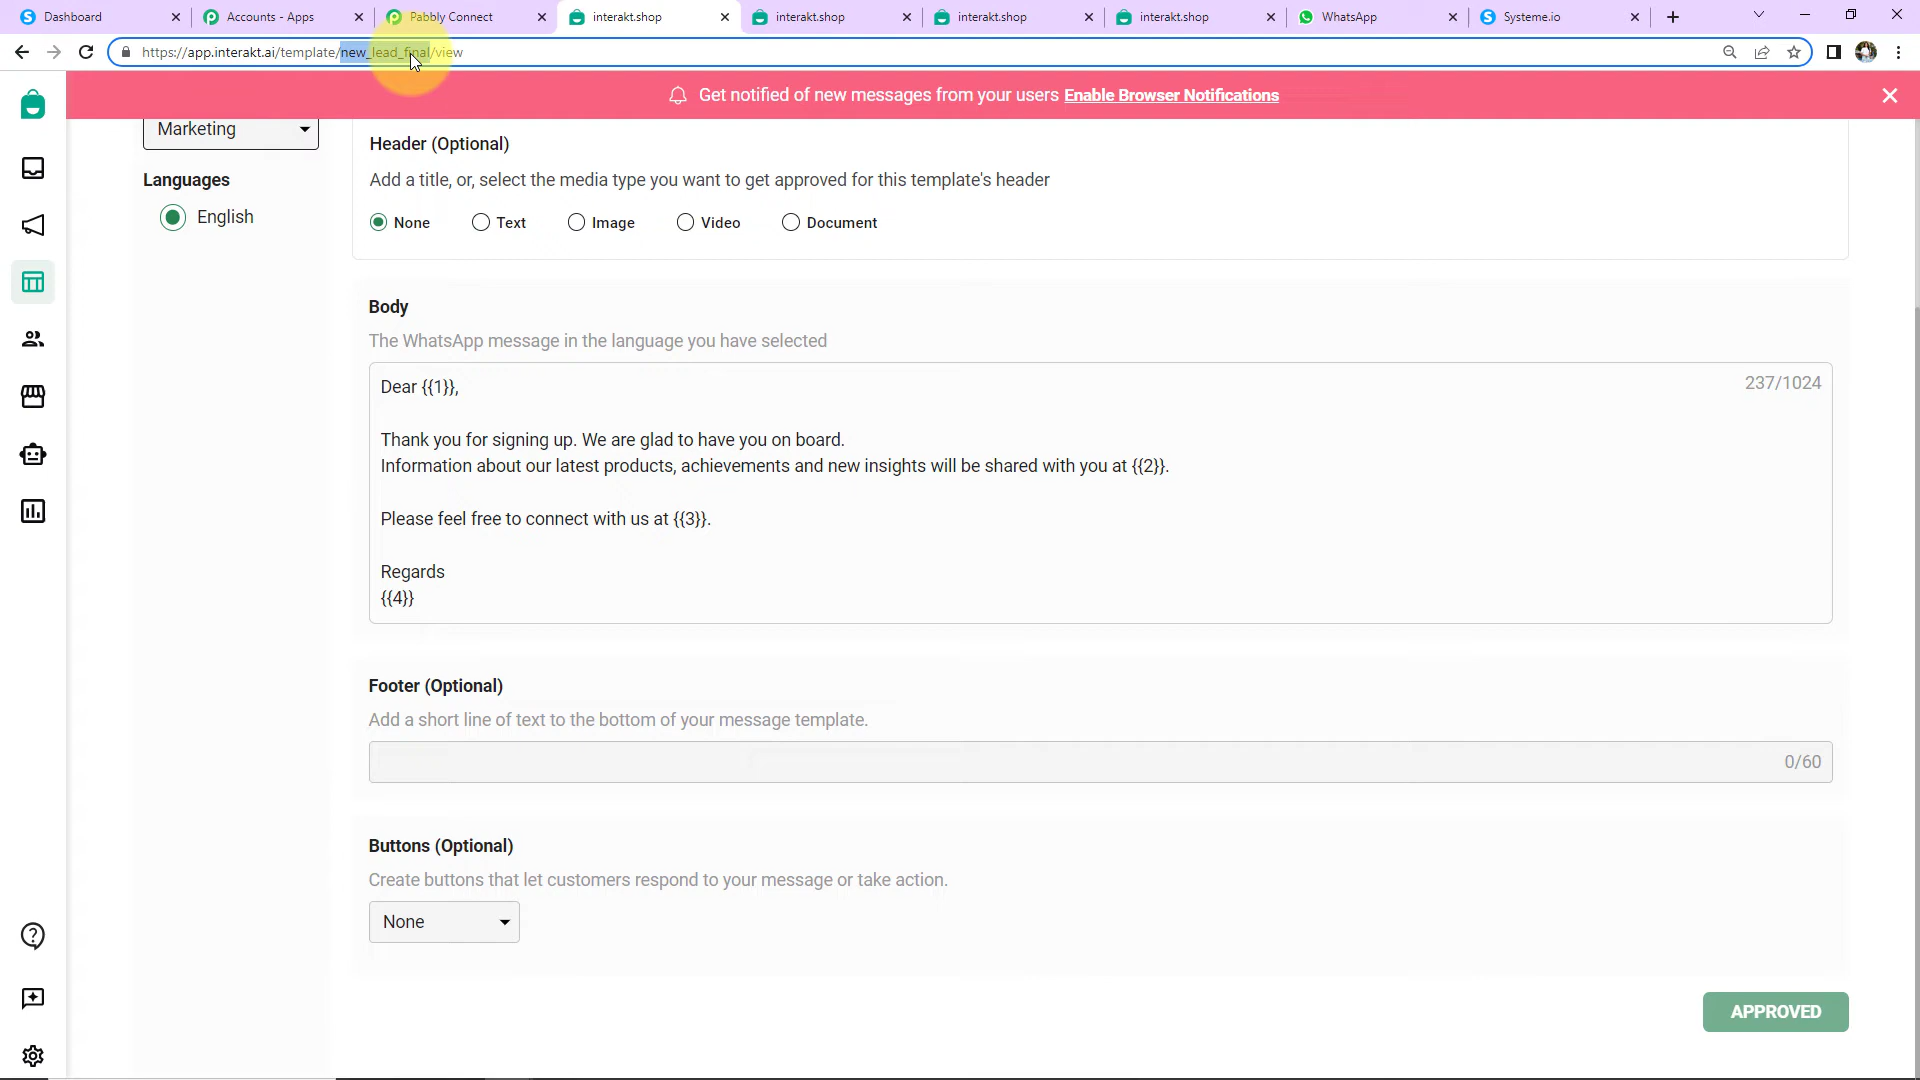 Dashboard
Accounts - Apps
Pabbly Connect
interakt.shop
interakt.shop
interakt.shop
interakt.shop
WhatsApp
Systeme.io
https://app.interakt.ai/template/new_lead_final/view
Get notified of new messages from your users Enable Browser Notifications
Marketing
Languages
English
Header (Optional)
Add a title, or, select the media type you want to get approved for this template's header
None
Text
Image
Video
Document
Body
The WhatsApp message in the language you have selected
237/1024
Dear {{1}},
Thank you for signing up. We are glad to have you on board.
Information about our latest products, achievements and new insights will be shared with you at {{2}}.
Please feel free to connect with us at {{3}}.
Regards
{{4}}
Footer (Optional)
Add a short line of text to the bottom of your message template.
0/60
Buttons (Optional)
Create buttons that let customers respond to your message or take action.
None
APPROVED